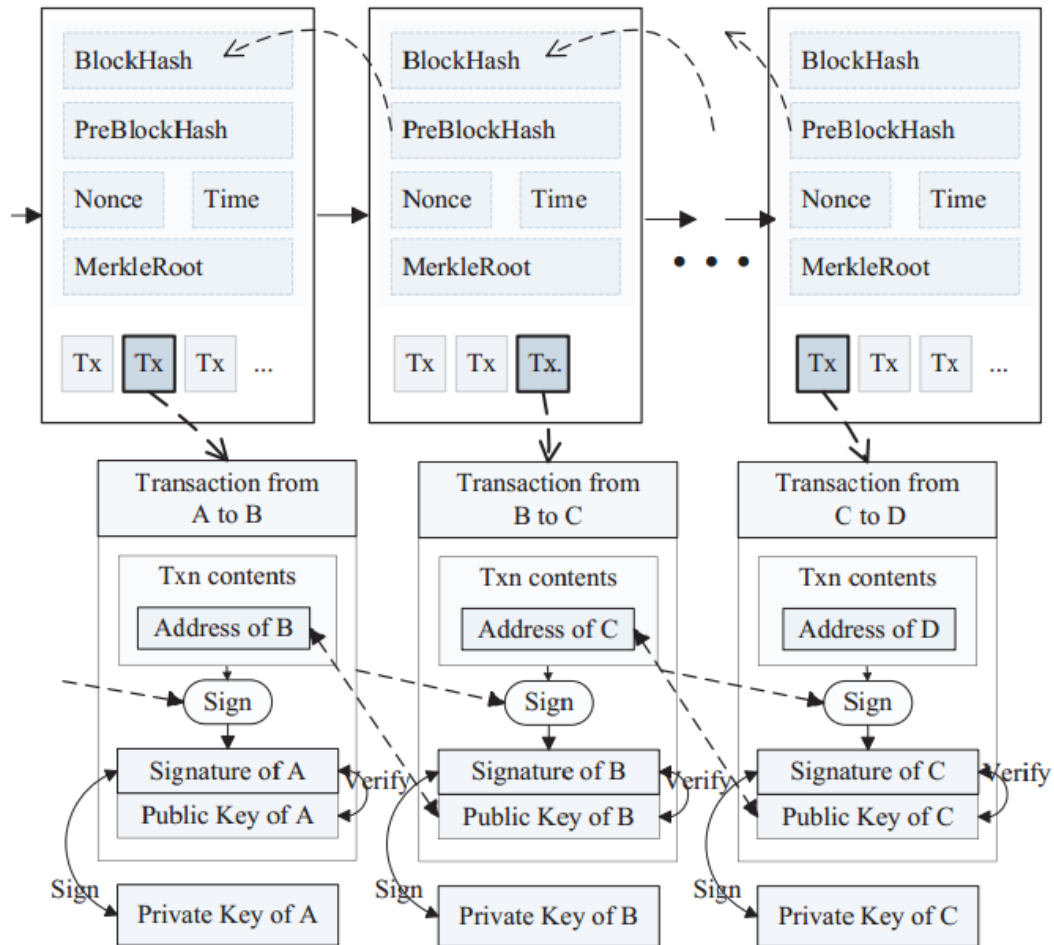 BlockHash
PreBlockHash
Nonce Time
MerkleRoot
Tx Tx Tx ...
BlockHash
PreBlockHash
Nonce Time
MerkleRoot
Tx Tx Tx.
BlockHash
PreBlockHash
Nonce Time
MerkleRoot
Tx Tx Tx ...
Transaction from
A to B
Txn contents
Address of B
Sign
Signature of A
Verify
Public Key of A
Sign
Private Key of A
Transaction from
B to C
Txn contents
Address of C
Sign
Signature of B
Verify
Public Key of B
Sign
Private Key of B
Transaction from
C to D
Txn contents
Address of D
Sign
Signature of C
Verify
Public Key of C
Sign
Private Key of C